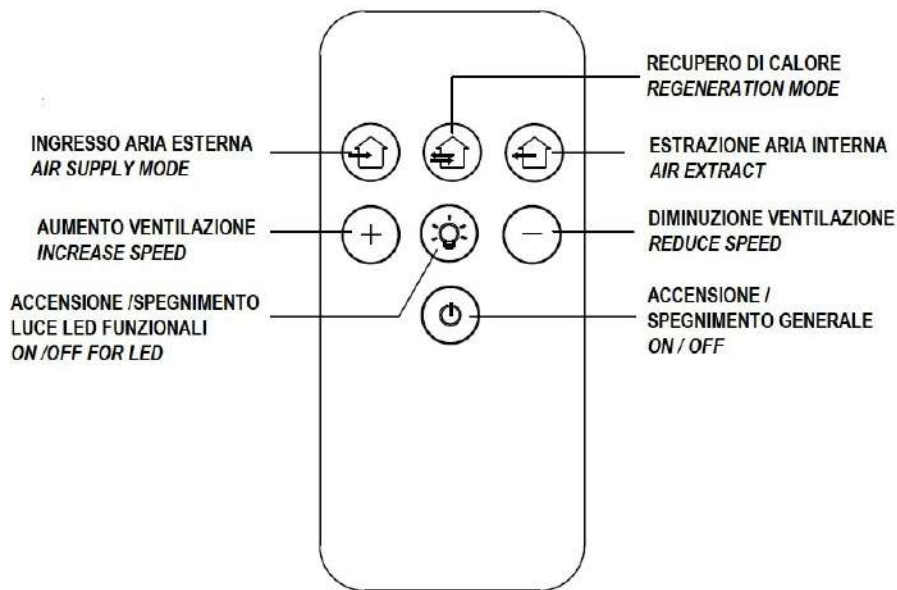 RECUPERO DI CALORE
REGENERATION MODE
INGRESSO ARIA ESTERNA
AIR SUPPLY MODE
ESTRAZIONE ARIA INTERNA
AIR EXTRACT
AUMENTO VENTILAZIONE
INCREASE SPEED
DIMINUZIONE VENTILAZIONE
REDUCE SPEED
ACCENSIONE /SPEGNIMENTO
LUCE LED FUNZIONALI
ON /OFF FOR LED
ACCENSIONE /
SPEGNIMENTO GENERALE
ON / OFF